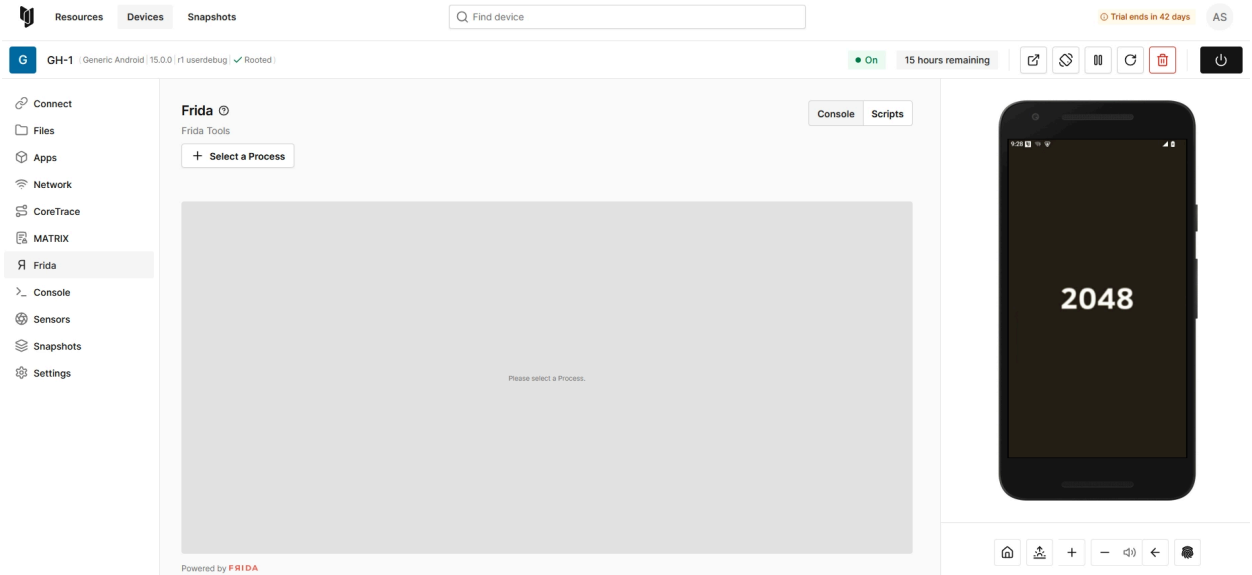 Resources Devices Snapshots Find device Trial ends in 42 days AS
G GH-1 Generic Android 15.0.0 r1 userdebug Rooted On 15 hours remaining
Connect
Files
Apps
Network
CoreTrace
MATRIX
Frida
Console
Sensors
Snapshots
Settings
Frida
Frida Tools
Console Scripts
+ Select a Process
Please select a Process.
Powered by FЯIDA
9:28
2048